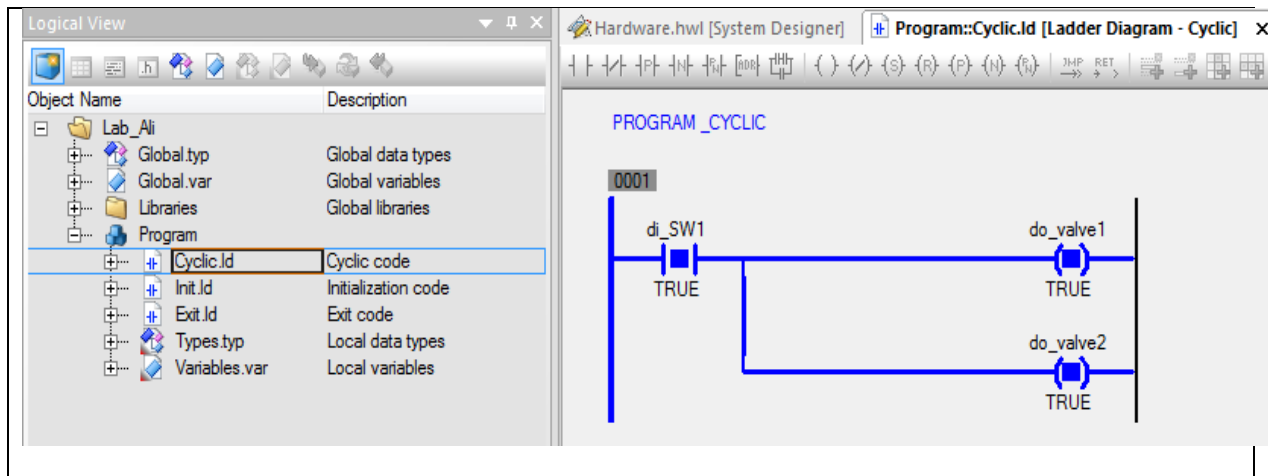 Logical View
Object Name Description
Lab_Ali
Global.typ Global data types
Global.var Global variables
Libraries Global libraries
Program
Cyclic.ld Cyclic code
Init.ld Initialization code
Exit.ld Exit code
Types.typ Local data types
Variables.var Local variables
Hardware.hwl [System Designer] Program::Cyclic.ld [Ladder Diagram - Cyclic] X
.h P N ADR (S) (R) (P) (N) JMP RET
PROGRAM _CYCLIC
0001
di_SW1 do_valve1
TRUE TRUE
do_valve2
TRUE